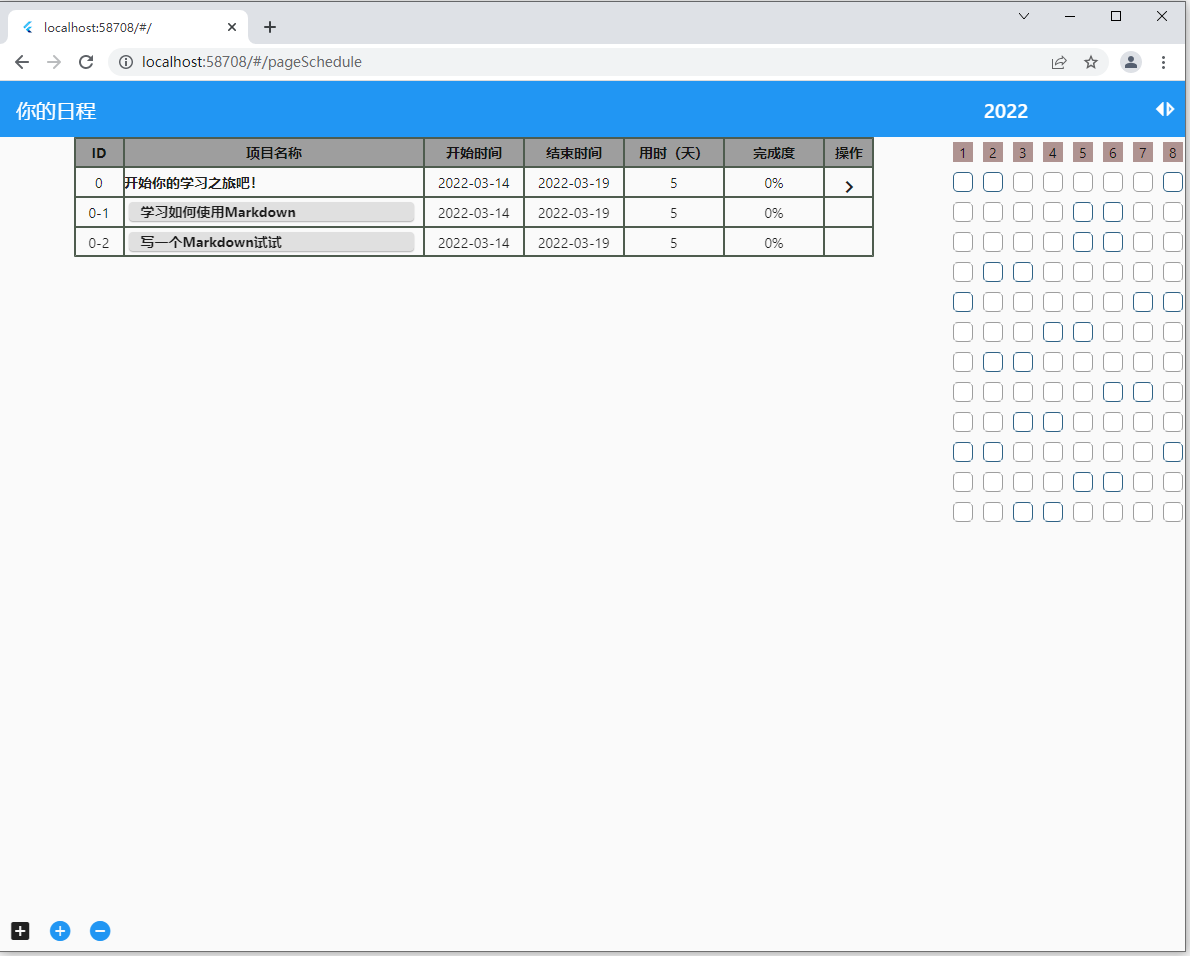 localhost:58708/#/
localhost:58708/#/pageSchedule
你的日程 2022
ID 项目名称 开始时间 结束时间 用时（天） 完成度 操作 1 2 3 4 5 6 7 8
0 开始你的学习之旅吧！ 2022-03-14 2022-03-19 5 0%
0-1 学习如何使用Markdown 2022-03-14 2022-03-19 5 0%
0-2 写一个Markdown试试 2022-03-14 2022-03-19 5 0%